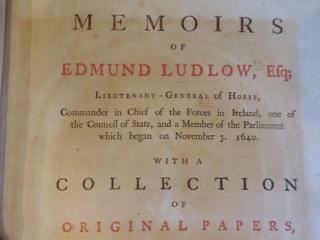 MEMOIRS
OF
EDMUND LUDLOW, Esq;
LIEUTENANT-GENERAL of HORSE,
Commander in Chief of the Forces in Ireland, one of
the Council of State, and a Member of the Parliament
which began on November 3. 1640.
WITH A
COLLECTION
OF
ORIGINAL PAPERS,